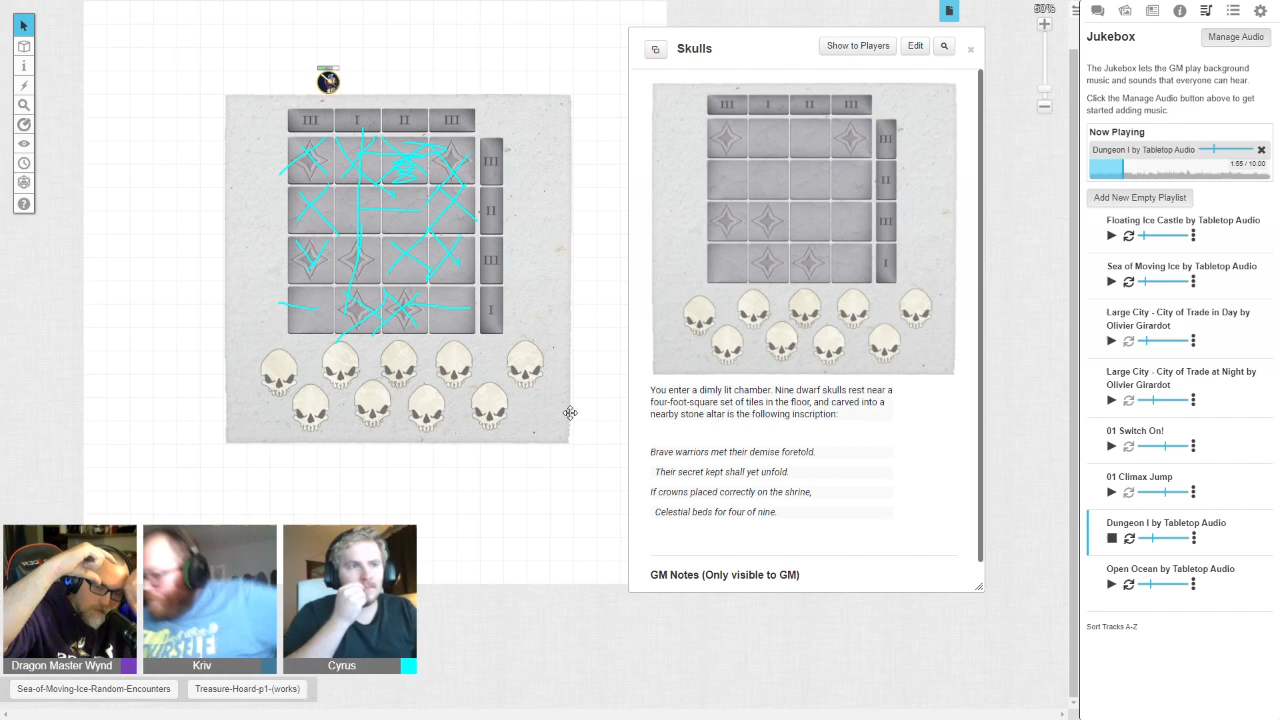 50%
Skulls
Show to Players
Edit
III I II III
III
II
III
I
III I II III
III
II
III
I
You enter a dimly lit chamber. Nine dwarf skulls rest near a
four-foot-square set of tiles in the floor, and carved into a
nearby stone altar is the following inscription:
Brave warriors met their demise foretold.
Their secret kept shall yet unfold.
If crowns placed correctly on the shrine,
Celestial beds for four of nine.
GM Notes (Only visible to GM)
Jukebox
Manage Audio
The Jukebox lets the GM play background
music and sounds that everyone can hear.
Click the Manage Audio button above to get
started adding music.
Now Playing
Dungeon I by Tabletop Audio
1:55 / 10:00
Add New Empty Playlist
Floating Ice Castle by Tabletop Audio
Sea of Moving Ice by Tabletop Audio
Large City - City of Trade in Day by
Olivier Girardot
Large City - City of Trade at Night by
Olivier Girardot
01 Switch On!
01 Climax Jump
Dungeon I by Tabletop Audio
Open Ocean by Tabletop Audio
Sort Tracks A-Z
Dragon Master Wynd
Kriv
Cyrus
Sea-of-Moving-Ice-Random-Encounters
Treasure-Hoard-p1-(works)